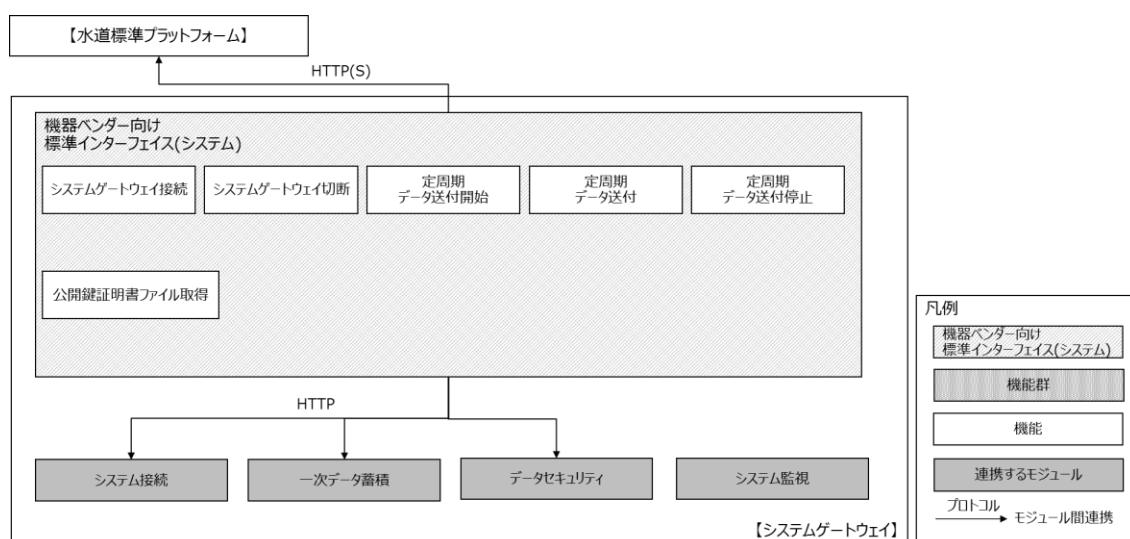 【水道標準プラットフォーム】
HTTP(S)
機器ベンダー向け
標準インターフェイス(システム)
システムゲートウェイ接続
システムゲートウェイ切断
定周期
データ送付開始
定周期
データ送付
定周期
データ送付停止
公開鍵証明書ファイル取得
HTTP
システム接続
一次データ蓄積
データセキュリティ
システム監視
【システムゲートウェイ】
凡例
機器ベンダー向け
標準インターフェイス(システム)
機能群
機能
連携するモジュール
プロトコル
モジュール間連携